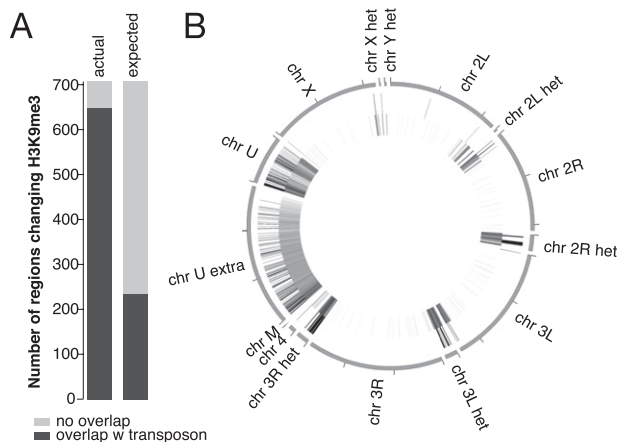 A
B
actual
expected
Number of regions changing H3K9me3
700
600
500
400
300
200
100
0
no overlap
overlap w transposon
chr X het
chr Y het
chr 2L
chr 2L het
chr 2R
chr 2R het
chr 3L
chr 3L het
chr 3R
chr 3R het
chr 4
chr M
chr U extra
chr U
chr X